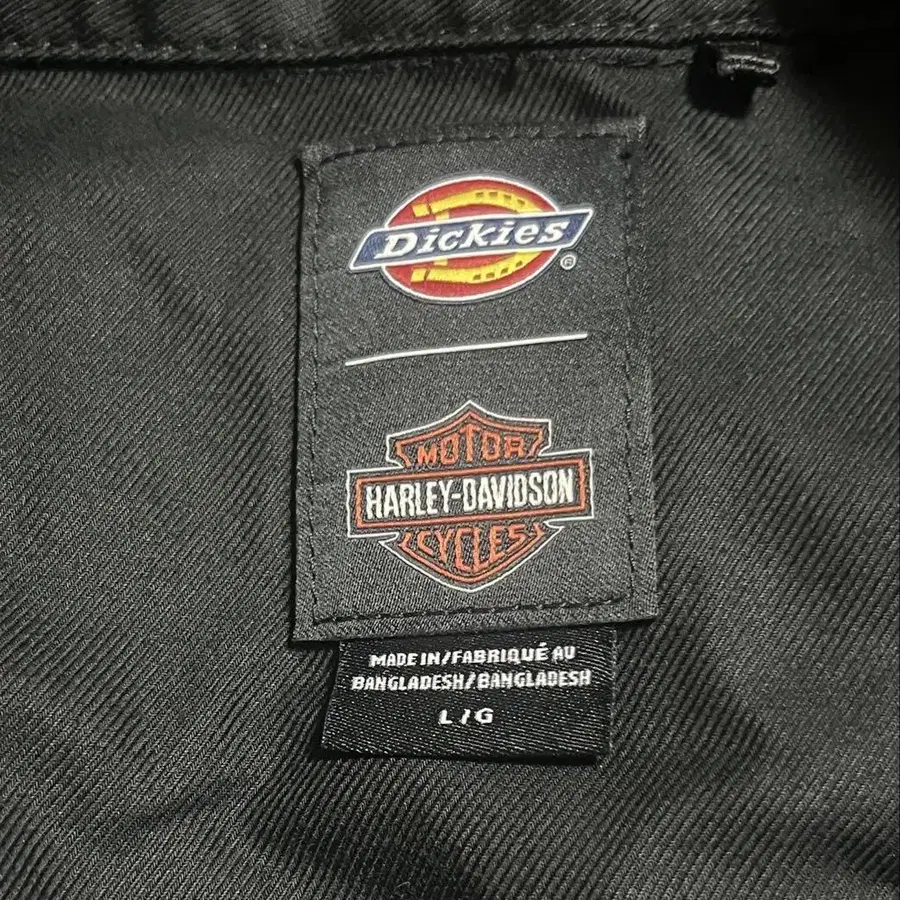 Dickies
®
MOTOR
HARLEY-DAVIDSON
CYCLES
MADE IN/FABRIQUÉ AU
BANGLADESH/BANGLADESH
L/G